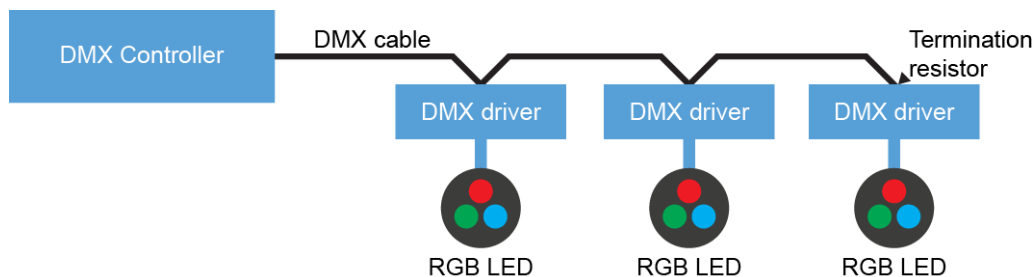 DMX Controller
DMX cable
Termination
resistor
DMX driver
DMX driver
DMX driver
RGB LED
RGB LED
RGB LED